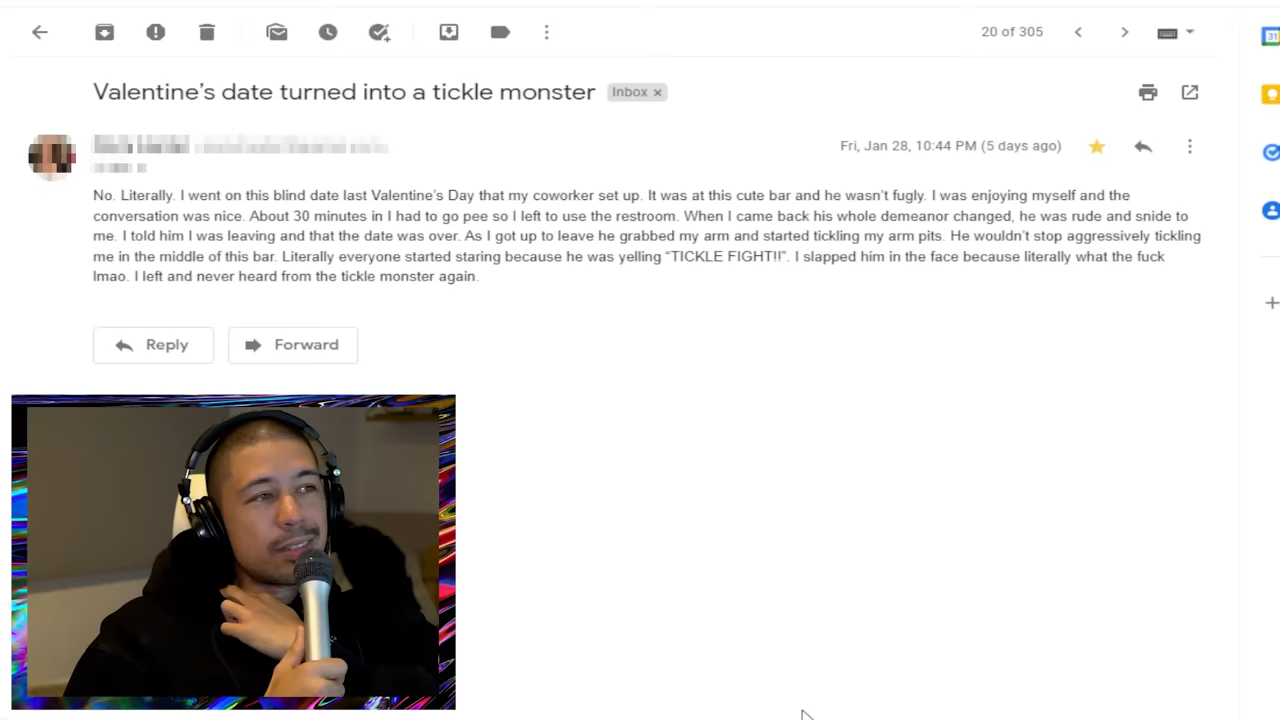 20 of 305
Valentine’s date turned into a tickle monster Inbox x
31
Fri, Jan 28, 10:44 PM (5 days ago)
No. Literally. I went on this blind date last Valentine’s Day that my coworker set up. It was at this cute bar and he wasn’t fugly. I was enjoying myself and the
conversation was nice. About 30 minutes in I had to go pee so I left to use the restroom. When I came back his whole demeanor changed, he was rude and snide to
me. I told him I was leaving and that the date was over. As I got up to leave he grabbed my arm and started tickling my arm pits. He wouldn’t stop aggressively tickling
me in the middle of this bar. Literally everyone started staring because he was yelling “TICKLE FIGHT!!”. I slapped him in the face because literally what the fuck
lmao. I left and never heard from the tickle monster again.
Reply
Forward